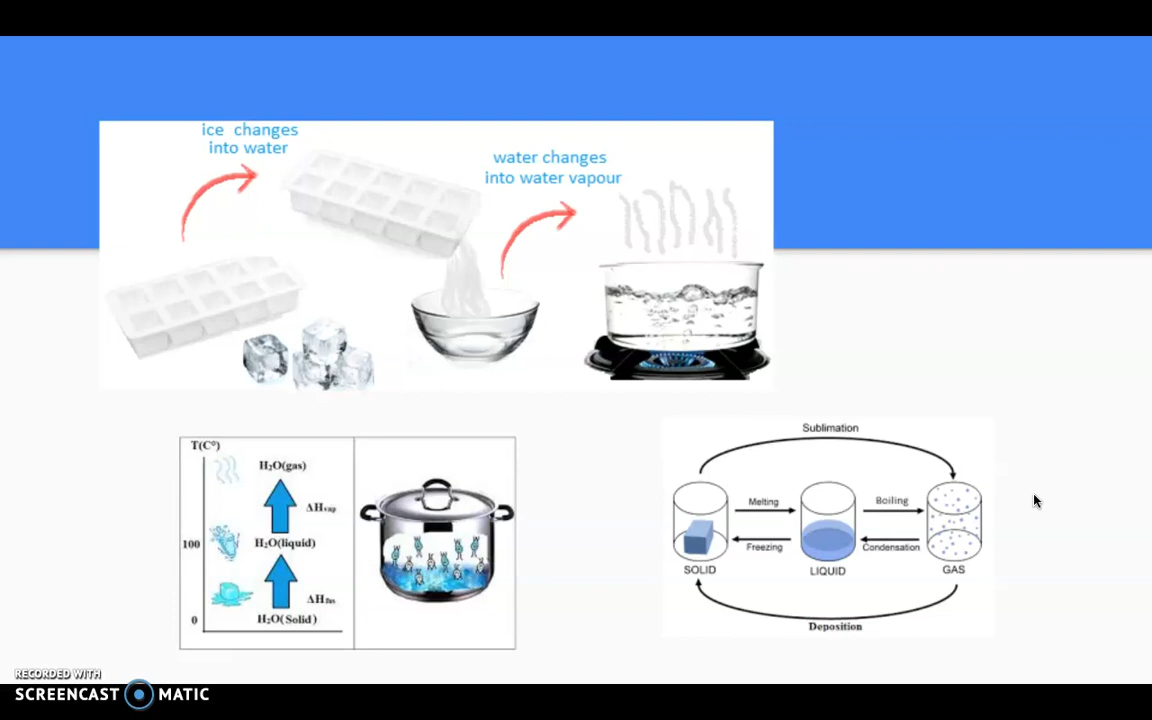 ice changes
into water
water changes
into water vapour
T(C°)
H₂O(gas)
ΔHvap
100
H₂O(liquid)
ΔHfus
0
H₂O(Solid)
Sublimation
Melting
Boiling
Freezing
Condensation
SOLID
LIQUID
GAS
Deposition
RECORDED WITH
SCREENCAST MATIC